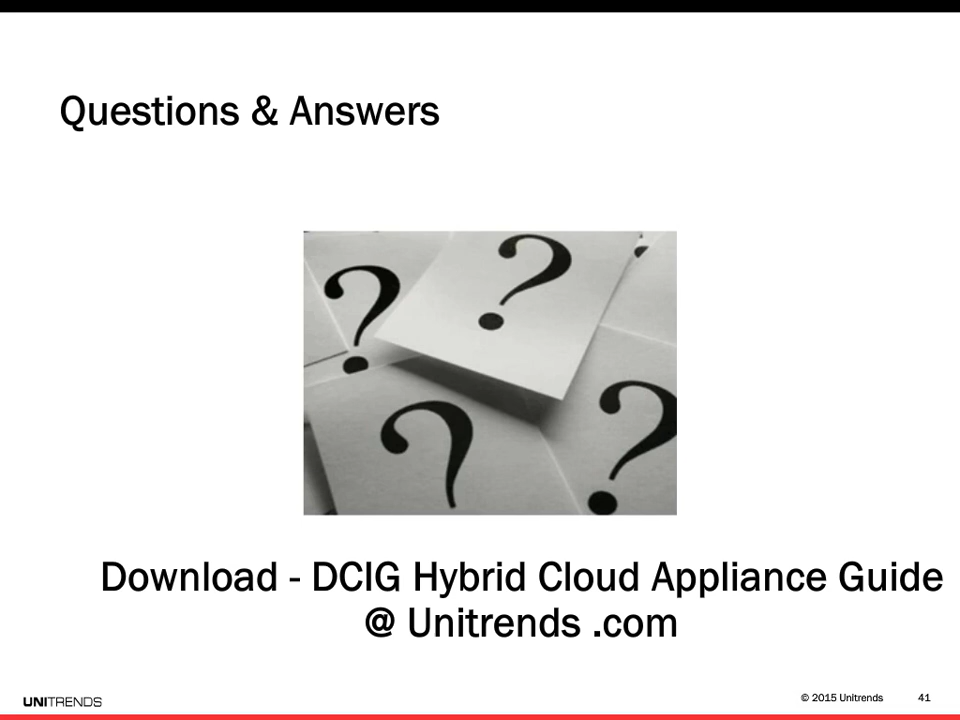 Questions & Answers
? ? ? ? ?
Download - DCIG Hybrid Cloud Appliance Guide
@ Unitrends .com
UNITRENDS
© 2015 Unitrends 41